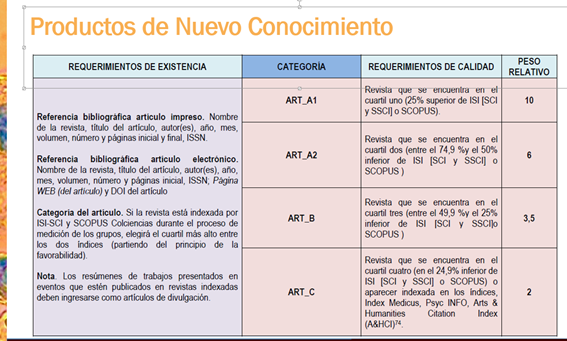 Productos de Nuevo Conocimiento
REQUERIMIENTOS DE EXISTENCIA
CATEGORÍA
REQUERIMIENTOS DE CALIDAD
PESO
RELATIVO
Referencia bibliográfica artículo impreso. Nombre
de la revista, título del artículo, autor(es), año, mes,
volumen, número y páginas inicial y final, ISSN.
Referencia bibliográfica artículo electrónico.
Nombre de la revista, título del artículo, autor(es), año,
mes, volumen, número y páginas inicial, ISSN; Página
WEB (del artículo) y DOI del artículo
Categoría del artículo. Si la revista está indexada por
ISI-SCI y SCOPUS Colciencias durante el proceso de
medición de los grupos, elegirá el cuartil más alto entre
los dos índices (partiendo del principio de la
favorabilidad).
Nota. Los resúmenes de trabajos presentados en
eventos que estén publicados en revistas indexadas
deben ingresarse como artículos de divulgación.
ART_A1
Revista que se encuentra en el
cuartil uno (25% superior de ISI [SCI
y SSCI] o SCOPUS).
10
ART_A2
Revista que se encuentra en el
cuartil dos (entre el 74,9 %y el 50%
inferior de ISI [SCI y SSCI] o
SCOPUS )
6
ART_B
Revista que se encuentra en el
cuartil tres (entre el 49,9 %y el 25%
inferior de ISI [SCI y SSCI]o
SCOPUS )
3,5
ART_C
Revista que se encuentra en el
cuartil cuatro (en el 24,9% inferior de
ISI [SCI y SSCI] o SCOPUS) o
aparecer indexada en los índices,
Index Medicus, Psyc INFO, Arts &
Humanities Citation Index
(A&HCI)74.
2